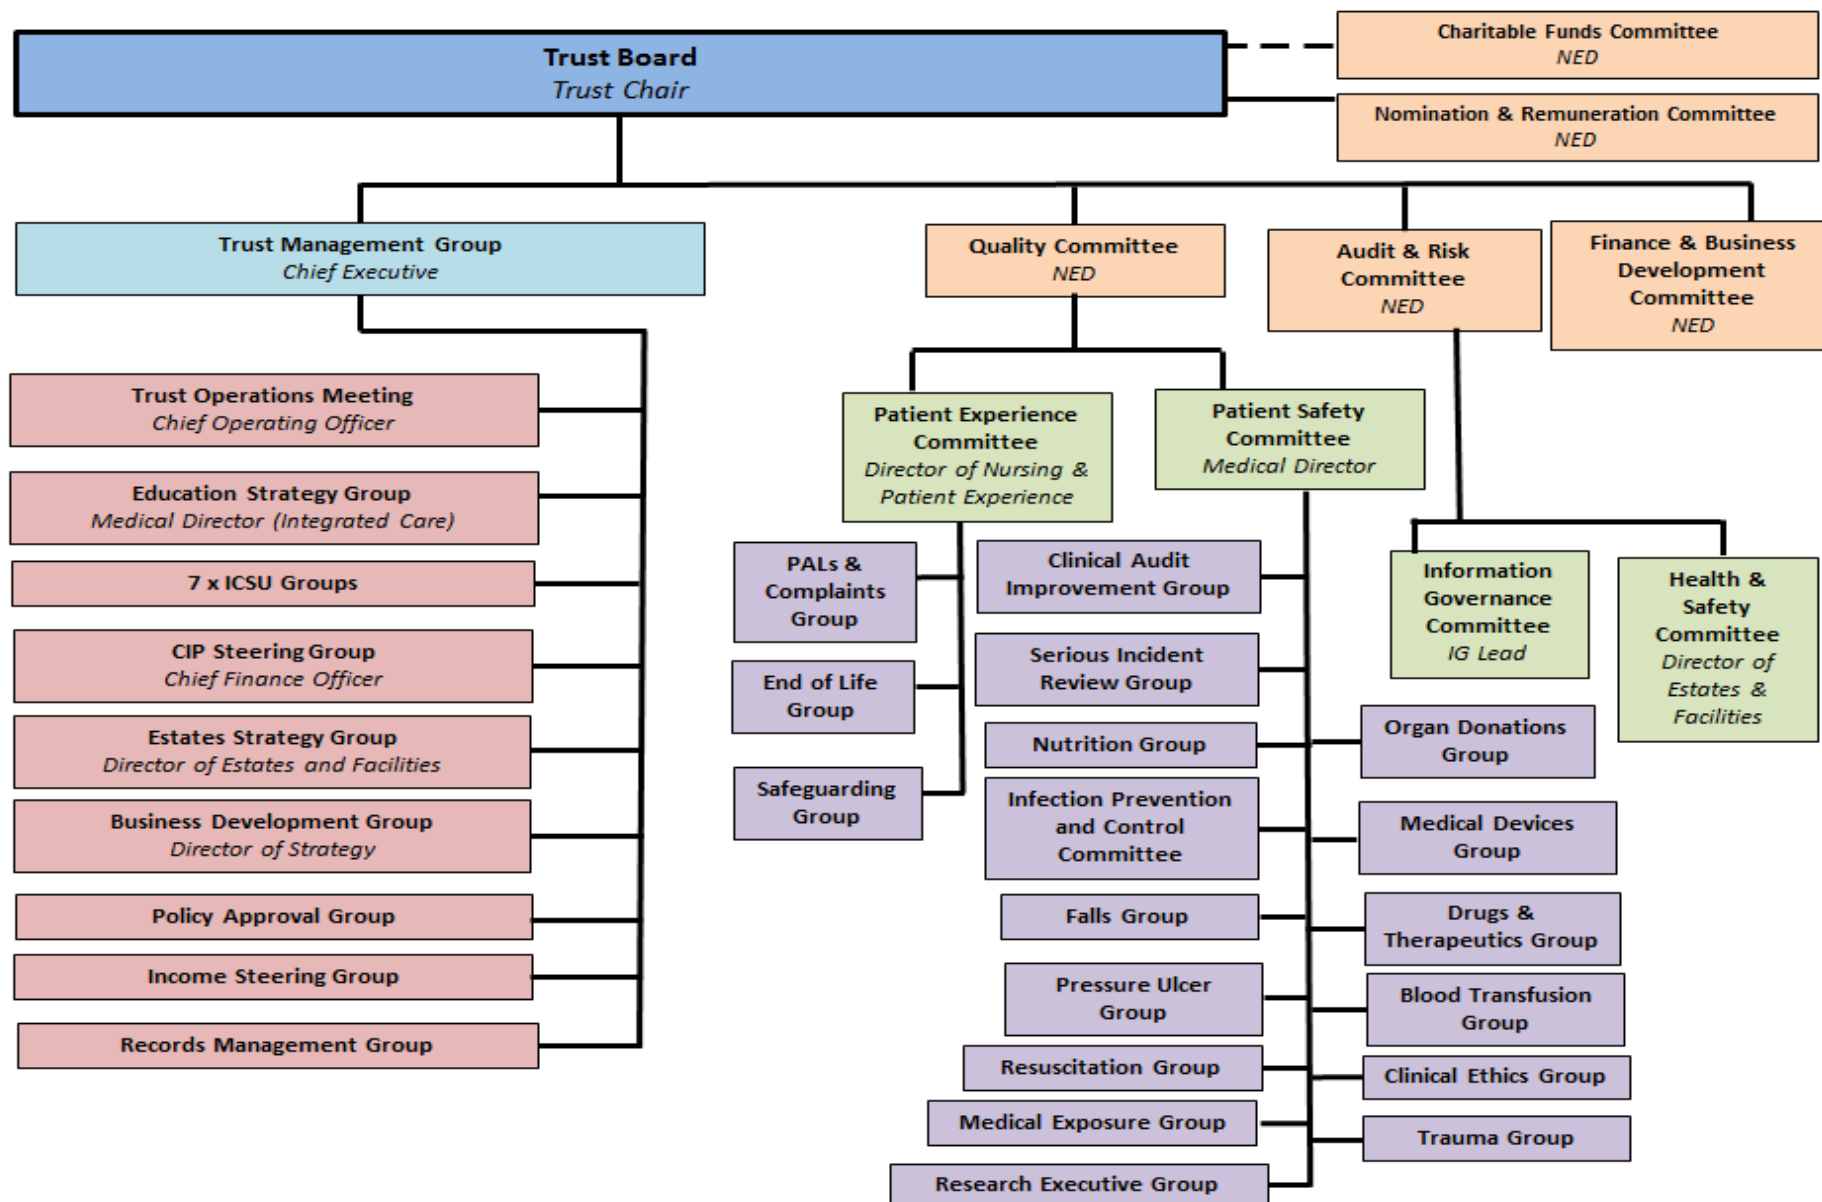 Trust Board
Trust Chair
Charitable Funds Committee
NED
Nomination & Remuneration Committee
NED
Trust Management Group
Chief Executive
Quality Committee
NED
Audit & Risk
Committee
NED
Finance & Business
Development
Committee
NED
Trust Operations Meeting
Chief Operating Officer
Education Strategy Group
Medical Director (Integrated Care)
7 x ICSU Groups
CIP Steering Group
Chief Finance Officer
Estates Strategy Group
Director of Estates and Facilities
Business Development Group
Director of Strategy
Policy Approval Group
Income Steering Group
Records Management Group
Patient Experience
Committee
Director of Nursing &
Patient Experience
PALs &
Complaints
Group
End of Life
Group
Safeguarding
Group
Patient Safety
Committee
Medical Director
Clinical Audit
Improvement Group
Serious Incident
Review Group
Nutrition Group
Infection Prevention
and Control
Committee
Falls Group
Pressure Ulcer
Group
Resuscitation Group
Medical Exposure Group
Research Executive Group
Organ Donations
Group
Medical Devices
Group
Drugs &
Therapeutics Group
Blood Transfusion
Group
Clinical Ethics Group
Trauma Group
Information
Governance
Committee
IG Lead
Health &
Safety
Committee
Director of
Estates &
Facilities